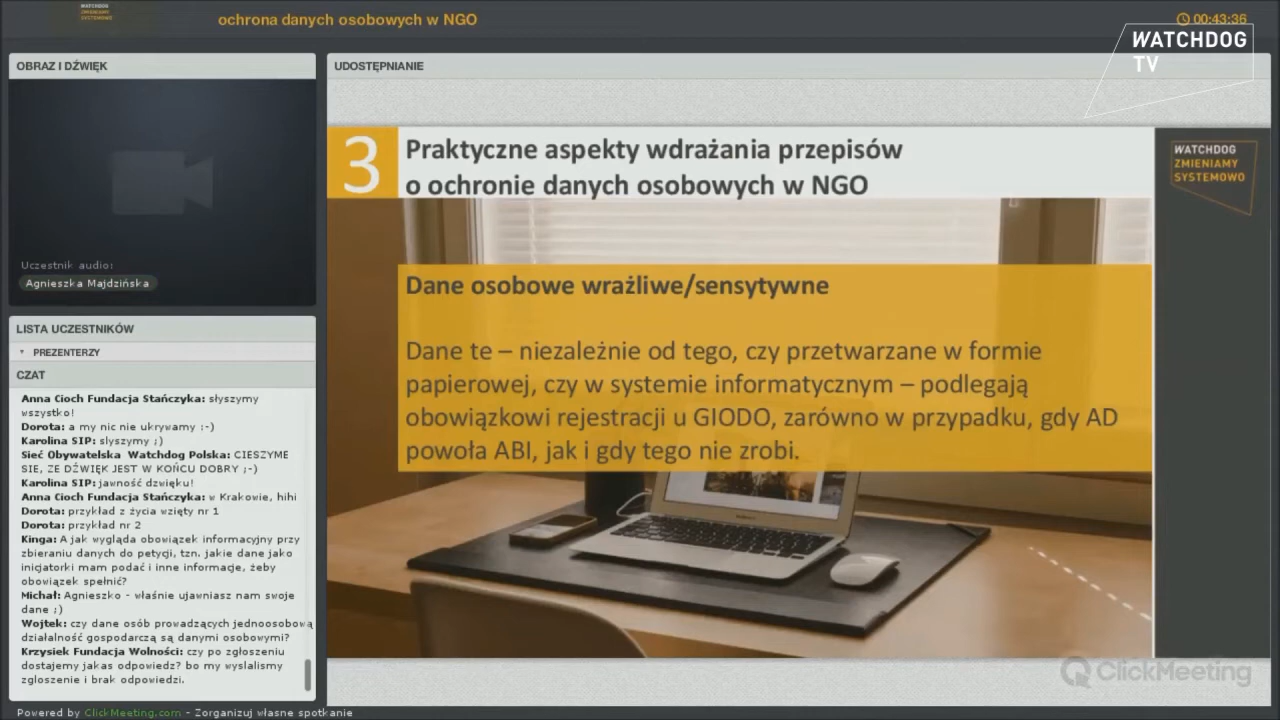 WATCHDOG
ZMIENIAMY
SYSTEMOWO
ochrona danych osobowych w NGO
00:43:36
WATCHDOG
TV
OBRAZ I DŹWIĘK
Uczestnik audio:
Agnieszka Majdzińska
LISTA UCZESTNIKÓW
PREZENTERZY
CZAT
Anna Cioch Fundacja Stańczyka: słyszymy
wszystko!
Dorota: a my nic nie ukrywamy :-)
Karolina SIP: slyszymy ;)
Sieć Obywatelska Watchdog Polska: CIESZYME
SIE, ZE DŹWIĘK JEST W KOŃCU DOBRY ;-)
Karolina SIP: jawność dzwięku!
Anna Cioch Fundacja Stańczyka: w Krakowie, hihi
Dorota: przykład z życia wzięty nr 1
Dorota: przykład nr 2
Kinga: A jak wygląda obowiązek informacyjny przy
zbieraniu danych do petycji, tzn. jakie dane jako
inicjatorki mam podać i inne informacje, żeby
obowiązek spełnić?
Michał: Agnieszko - właśnie ujawniasz nam swoje
dane ;)
Wojtek: czy dane osób prowadzących jednoosobową
działalność gospodarczą są danymi osobowymi?
Krzysiek Fundacja Wolności: czy po zgłoszeniu
dostajemy jakas odpowiedz? bo my wyslalismy
zgloszenie i brak odpowiedzi.
UDOSTĘPNIANIE
3
Praktyczne aspekty wdrażania przepisów
o ochronie danych osobowych w NGO
WATCHDOG
ZMIENIAMY
SYSTEMOWO
Dane osobowe wrażliwe/sensytywne
Dane te – niezależnie od tego, czy przetwarzane w formie
papierowej, czy w systemie informatycznym – podlegają
obowiązkowi rejestracji u GIODO, zarówno w przypadku, gdy AD
powoła ABI, jak i gdy tego nie zrobi.
ClickMeeting
Powered by ClickMeeting.com - Zorganizuj własne spotkanie